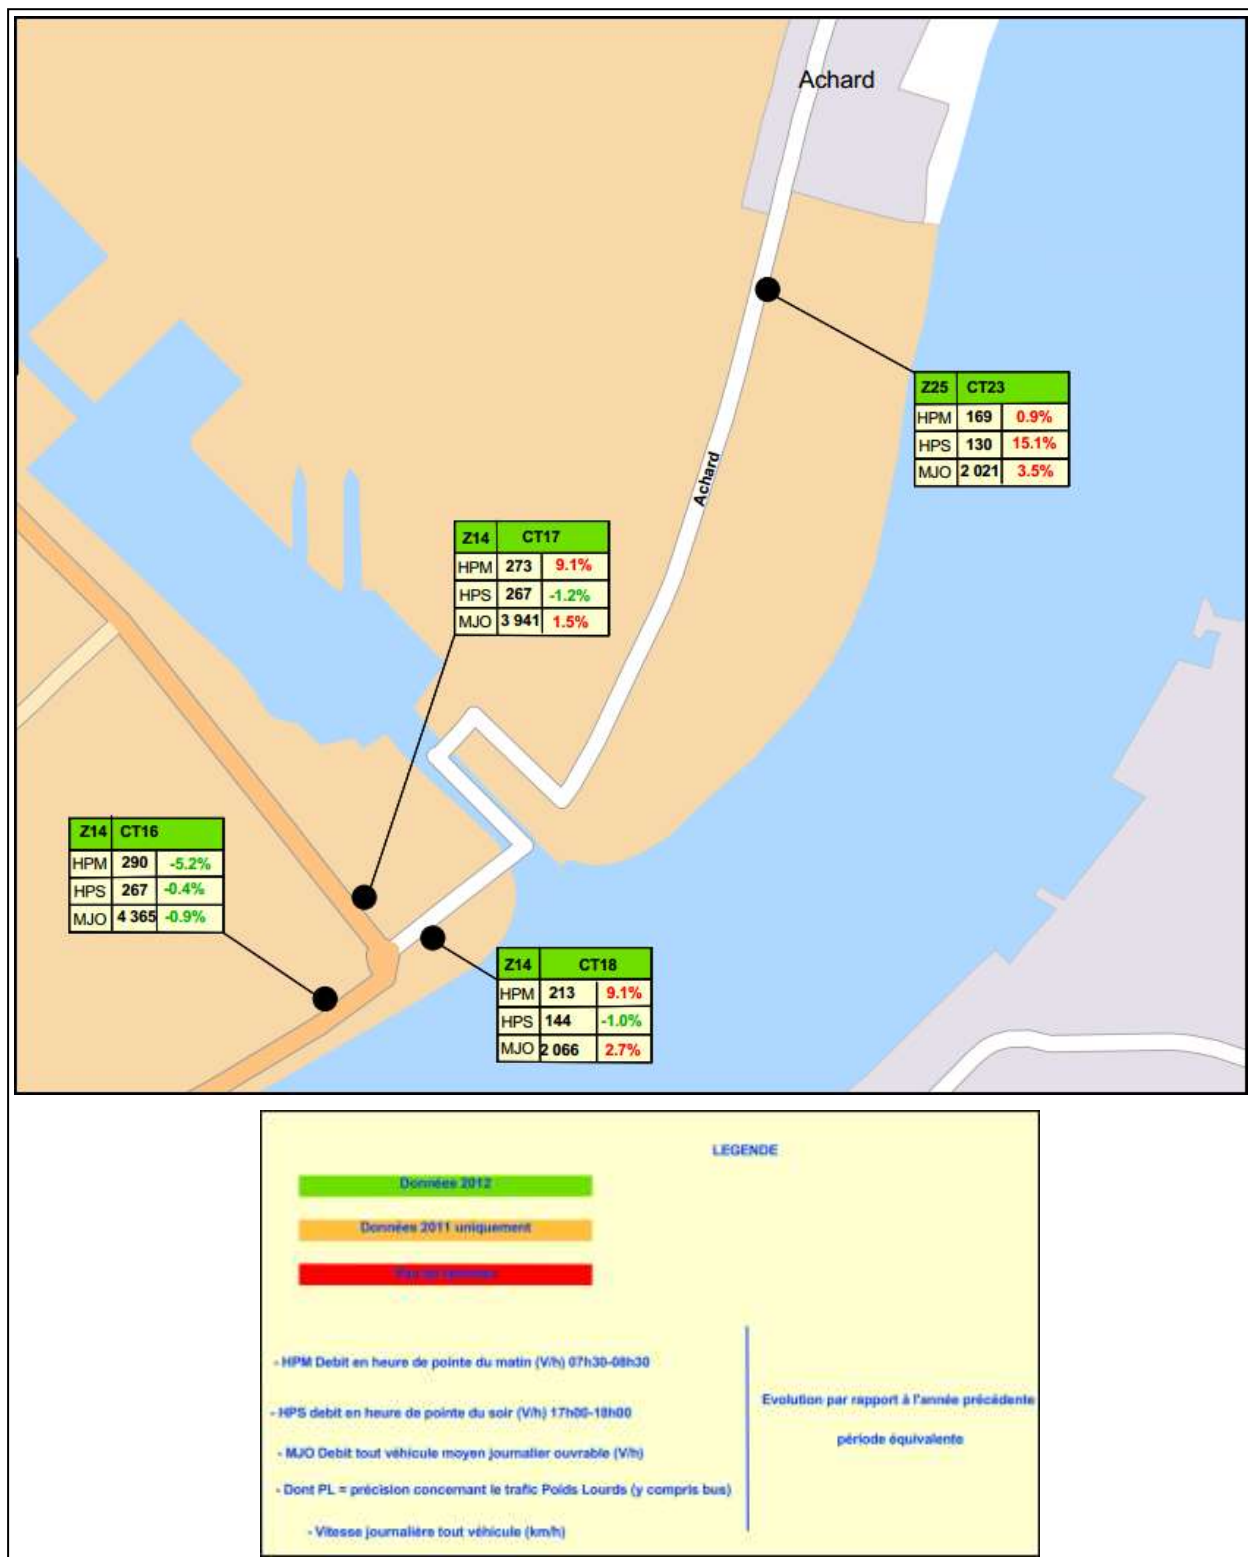 Achard
Z25 CT23
HPM 169 0.9%
HPS 130 15.1%
MJO 2 021 3.5%
Achard
Z14 CT17
HPM 273 9.1%
HPS 267 -1.2%
MJO 3 941 1.5%
Z14 CT16
HPM 290 -5.2%
HPS 267 -0.4%
MJO 4 365 -0.9%
Z14 CT18
HPM 213 9.1%
HPS 144 -1.0%
MJO 2 066 2.7%
LEGENDE
Données 2012
Données 2011 uniquement
- HPM Debit en heure de pointe du matin (V/h) 07h30-08h30
- HPS debit en heure de pointe du soir (V/h) 17h00-18h00
- MJO Debit tout véhicule moyen journalier ouvrable (V/h)
- Dont PL = précision concernant le trafic Poids Lourds (y compris bus)
- Vitesse journalière tout véhicule (km/h)
Evolution par rapport à l'année précédente
période équivalente